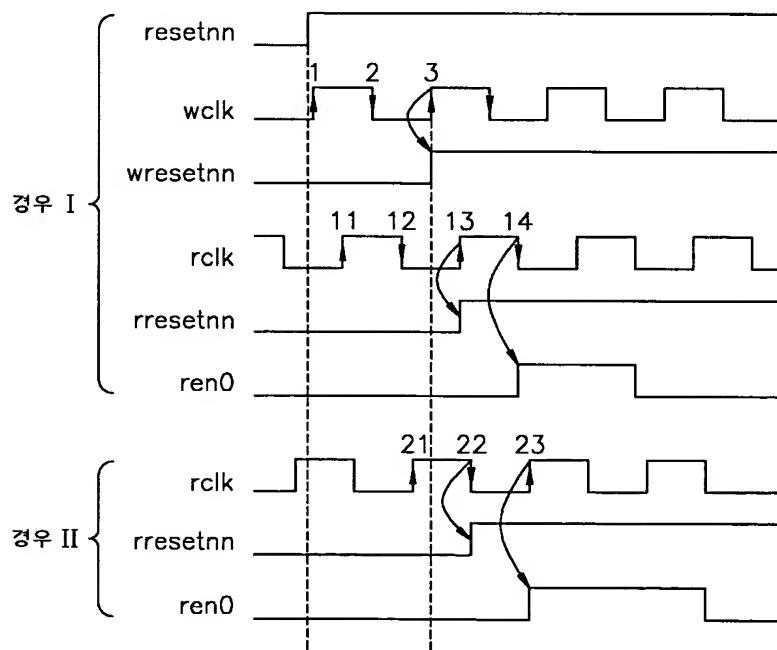 resetnn
1 2 3
wclk
wresetnn
경우 I
11 12 13 14
rclk
rresetnn
ren0
21 22 23
rclk
경우 II
rresetnn
ren0